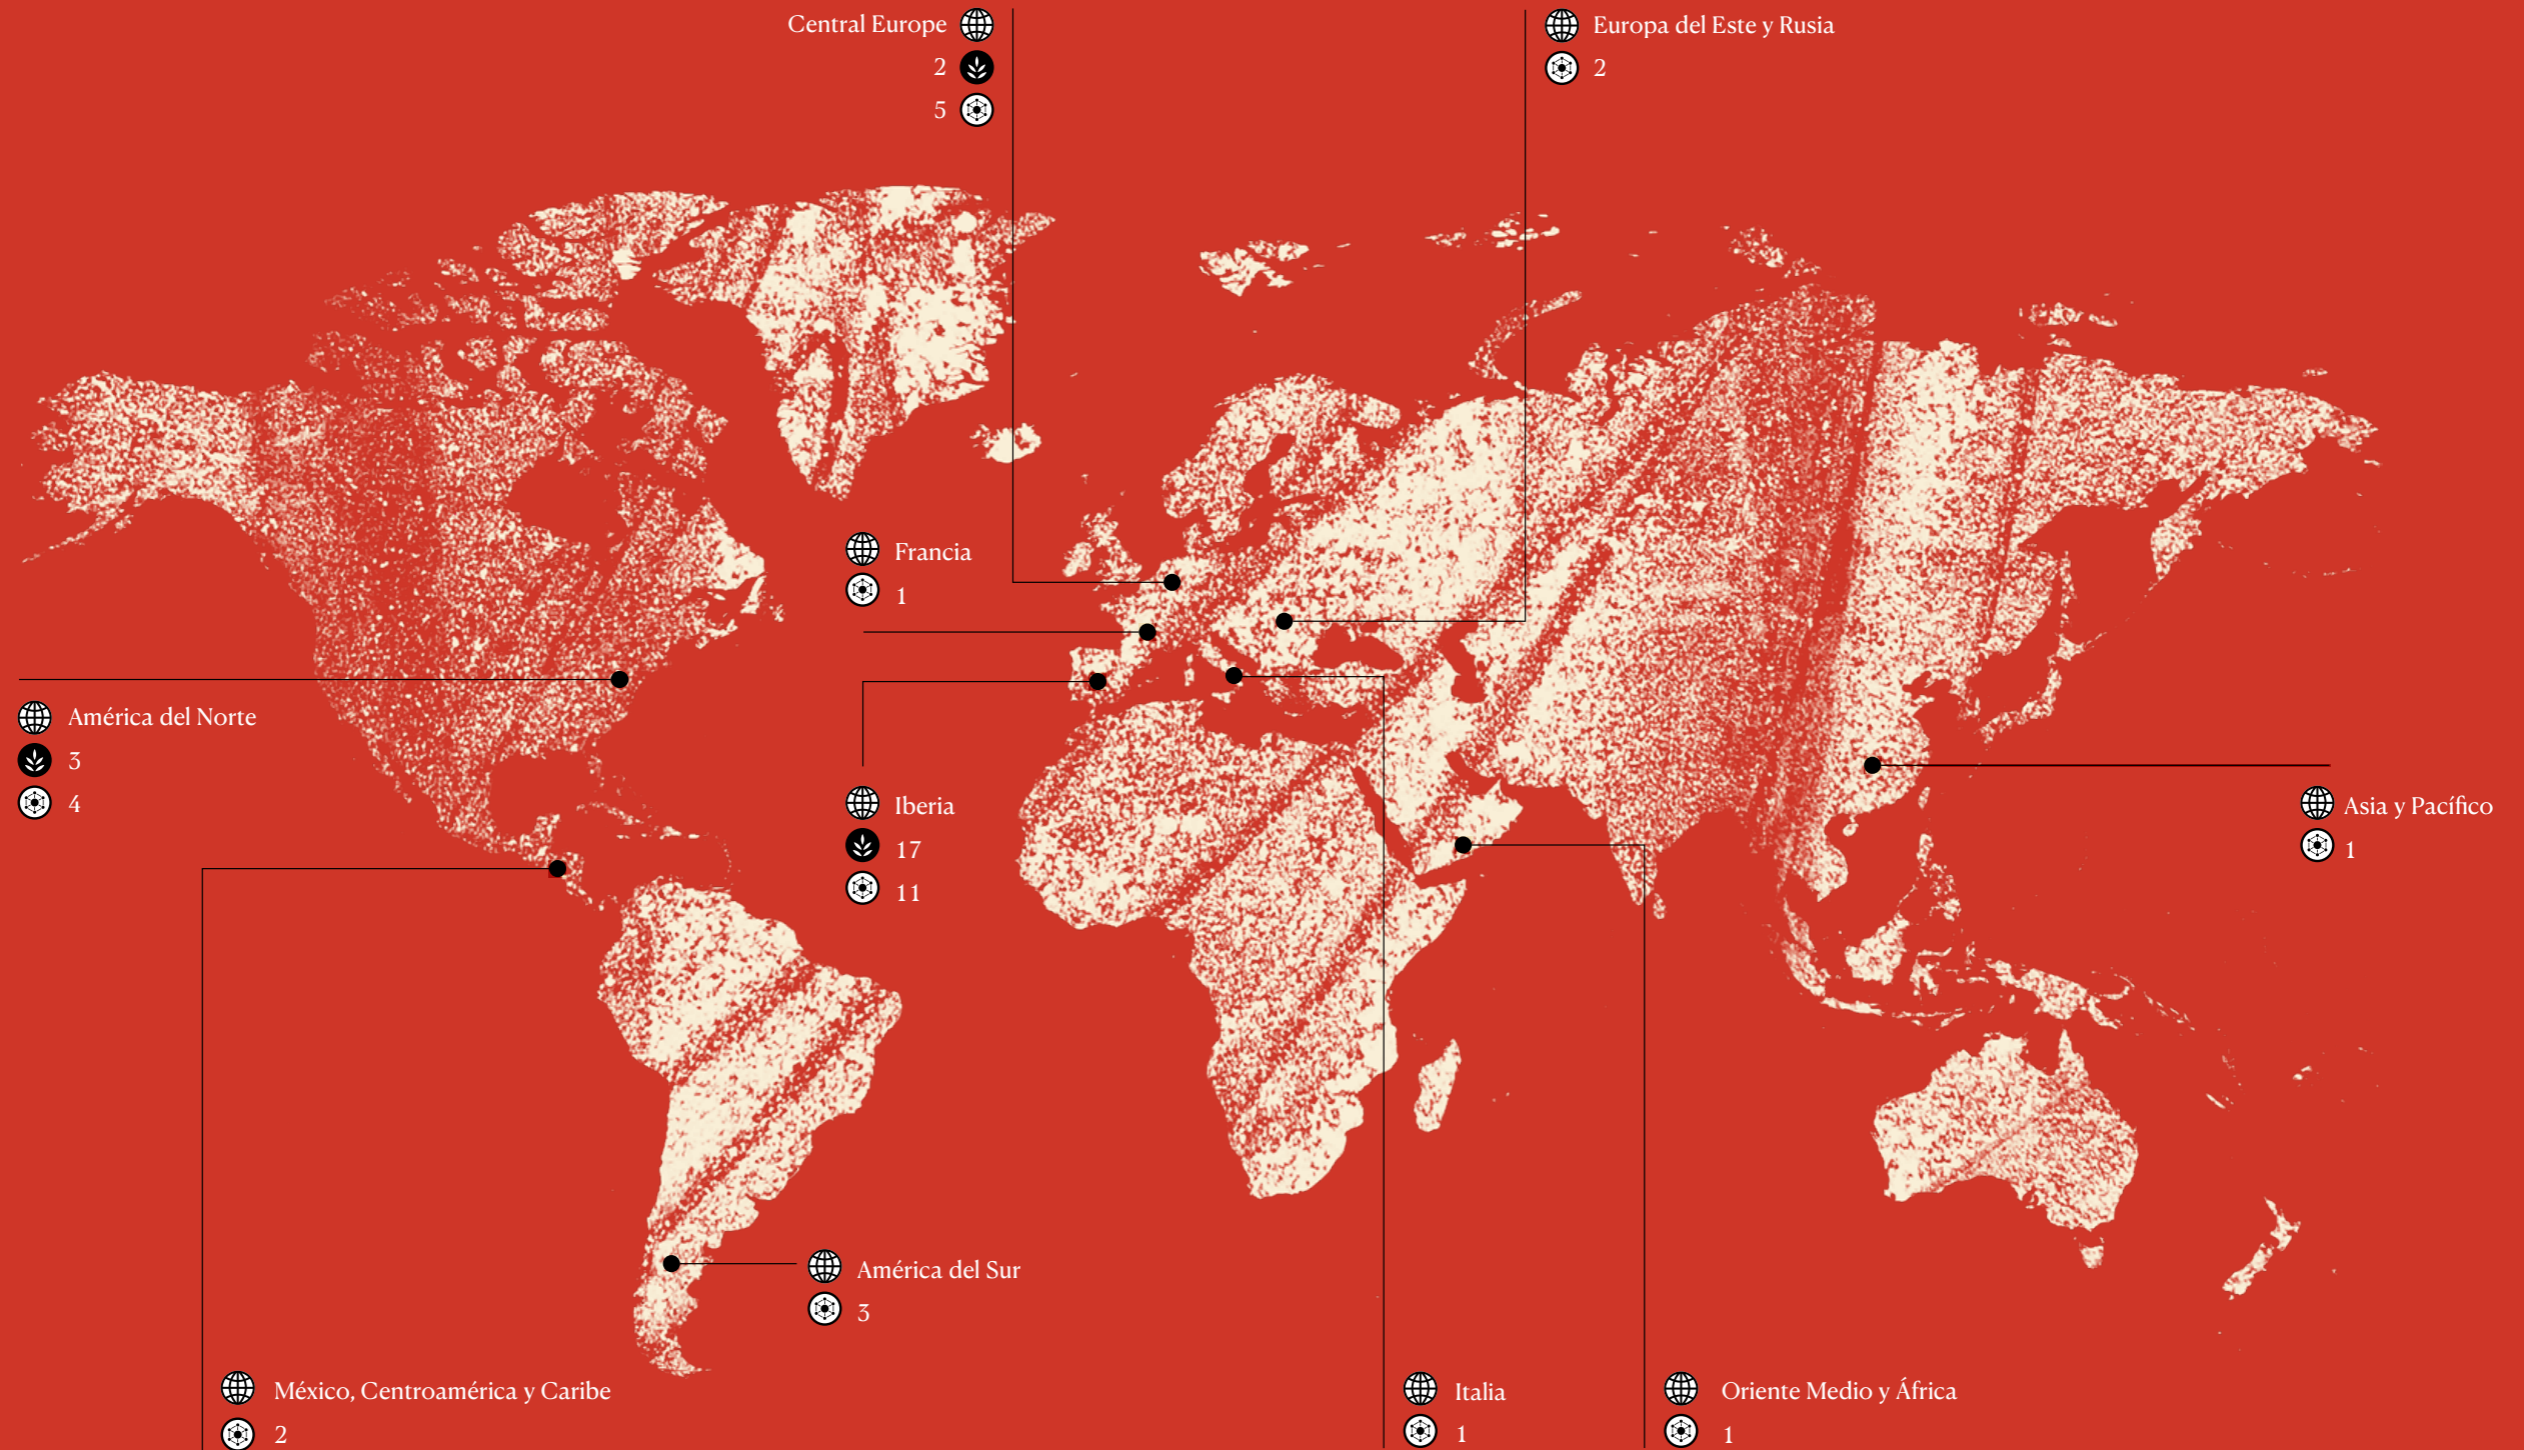 Central Europe
2
5
Europa del Este y Rusia
2
Francia
1
América del Norte
3
4
Iberia
17
11
Asia y Pacífico
1
América del Sur
3
México, Centroamérica y Caribe
2
Italia
1
Oriente Medio y África
1